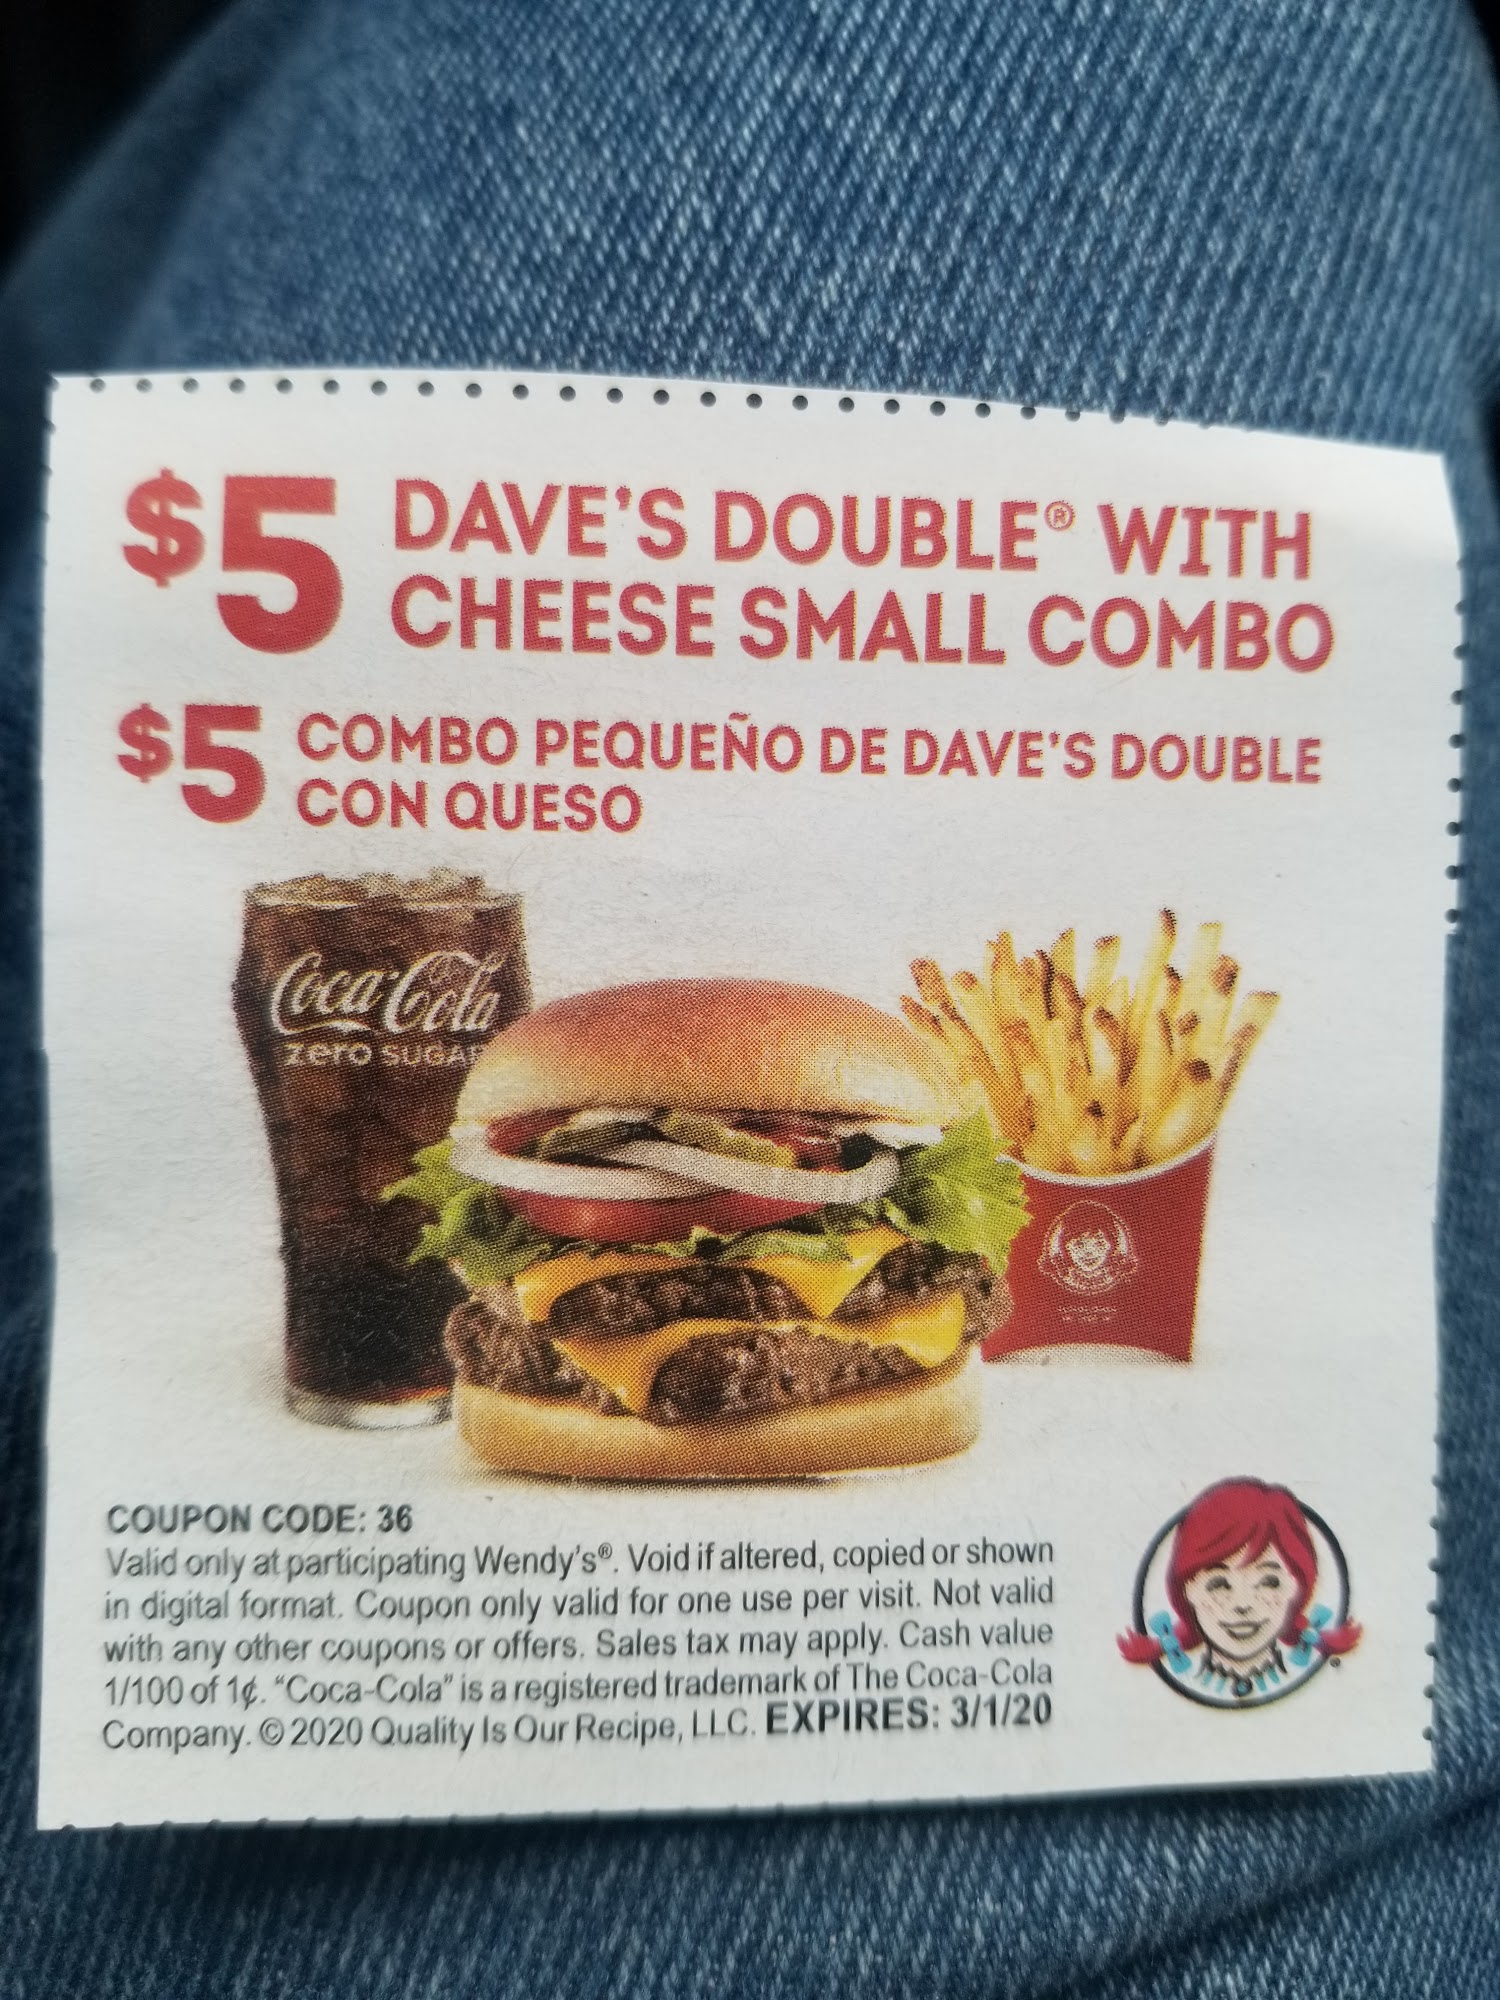 $5 DAVE'S DOUBLE® WITH
CHEESE SMALL COMBO
$5 COMBO PEQUEÑO DE DAVE'S DOUBLE
CON QUESO
Coca-Cola
zero SUGAR
COUPON CODE: 36
Valid only at participating Wendy's®. Void if altered, copied or shown
in digital format. Coupon only valid for one use per visit. Not valid
with any other coupons or offers. Sales tax may apply. Cash value
1/100 of 1¢. "Coca-Cola" is a registered trademark of The Coca-Cola
Company. © 2020 Quality Is Our Recipe, LLC. EXPIRES: 3/1/20